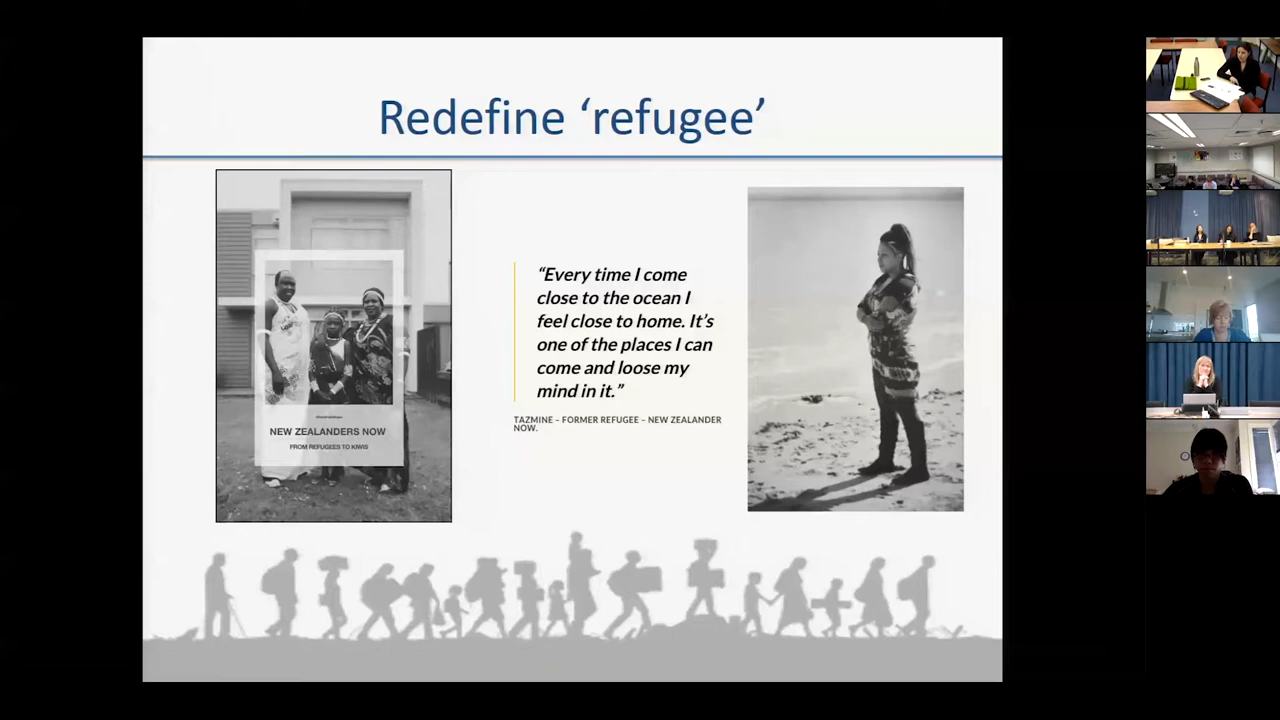 Redefine ‘refugee’
NEW ZEALANDERS NOW
FROM REFUGEES TO KIWIS
“Every time I come
close to the ocean I
feel close to home. It’s
one of the places I can
come and loose my
mind in it.”
TAZMINE – FORMER REFUGEE – NEW ZEALANDER
NOW.